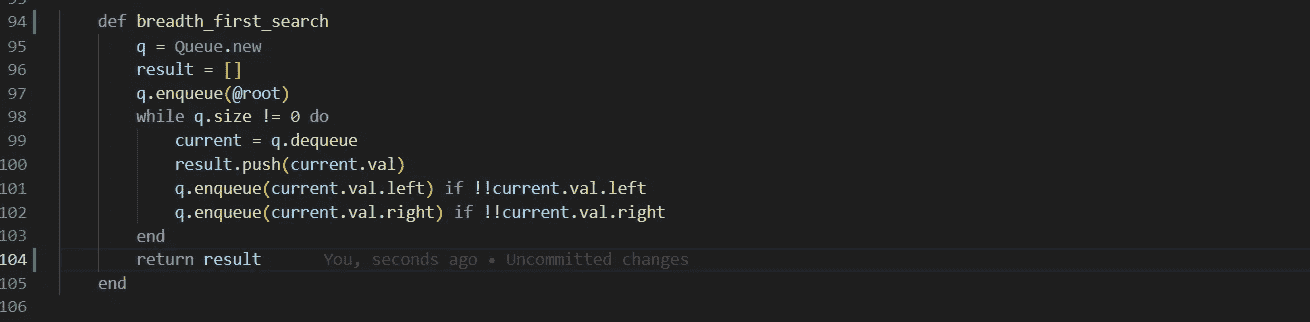 94 def breadth_first_search
95 q = Queue.new
96 result = []
97 q.enqueue(@root)
98 while q.size != 0 do
99 current = q.dequeue
100 result.push(current.val)
101 q.enqueue(current.val.left) if !!current.val.left
102 q.enqueue(current.val.right) if !!current.val.right
103 end
104 return result You, seconds ago • Uncommitted changes
105 end
106